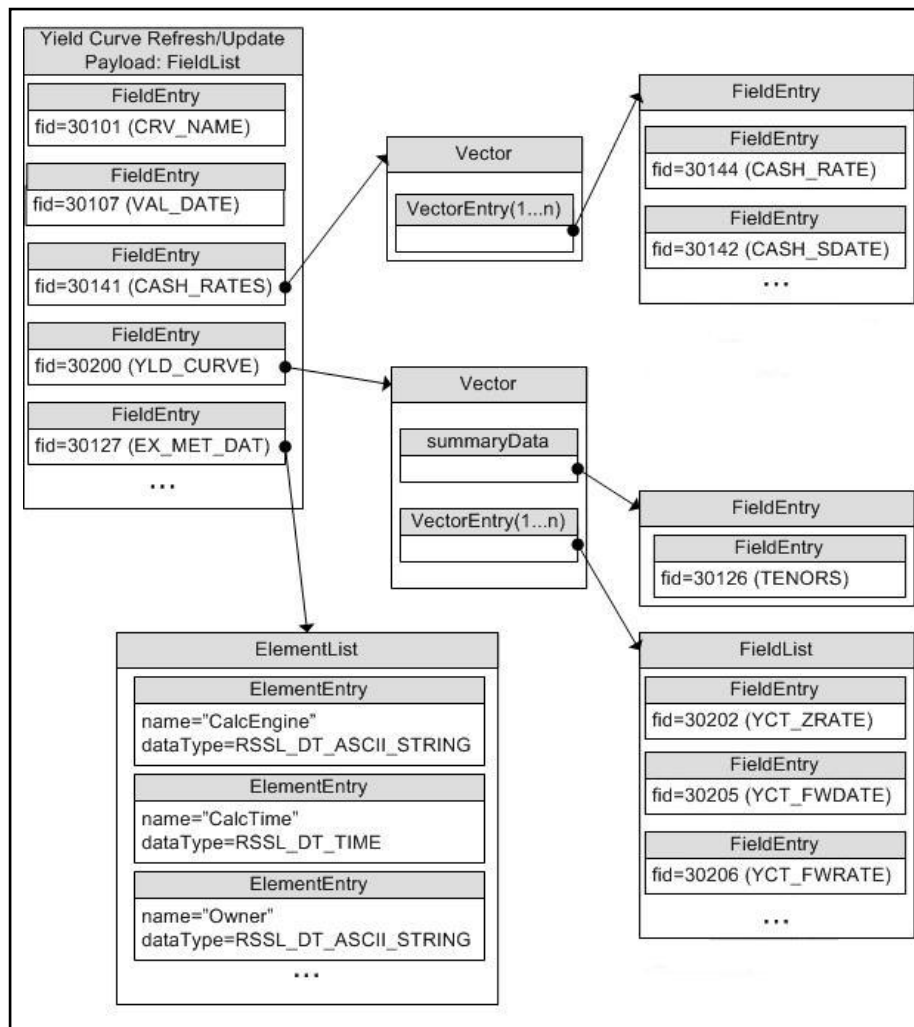 Yield Curve Refresh/Update
Payload: FieldList
FieldEntry
fid=30101 (CRV_NAME)
FieldEntry
fid=30107 (VAL_DATE)
FieldEntry
fid=30141 (CASH_RATES)
FieldEntry
fid=30200 (YLD_CURVE)
FieldEntry
fid=30127 (EX_MET_DAT)
...
Vector
VectorEntry(1...n)
FieldEntry
FieldEntry
fid=30144 (CASH_RATE)
FieldEntry
fid=30142 (CASH_SDATE)
...
Vector
summaryData
VectorEntry(1...n)
FieldEntry
FieldEntry
fid=30126 (TENORS)
ElementList
ElementEntry
name="CalcEngine"
dataType=RSSL_DT_ASCII_STRING
ElementEntry
name="CalcTime"
dataType=RSSL_DT_TIME
ElementEntry
name="Owner"
dataType=RSSL_DT_ASCII_STRING
...
FieldList
FieldEntry
fid=30202 (YCT_ZRATE)
FieldEntry
fid=30205 (YCT_FWDATE)
FieldEntry
fid=30206 (YCT_FWRATE)
...